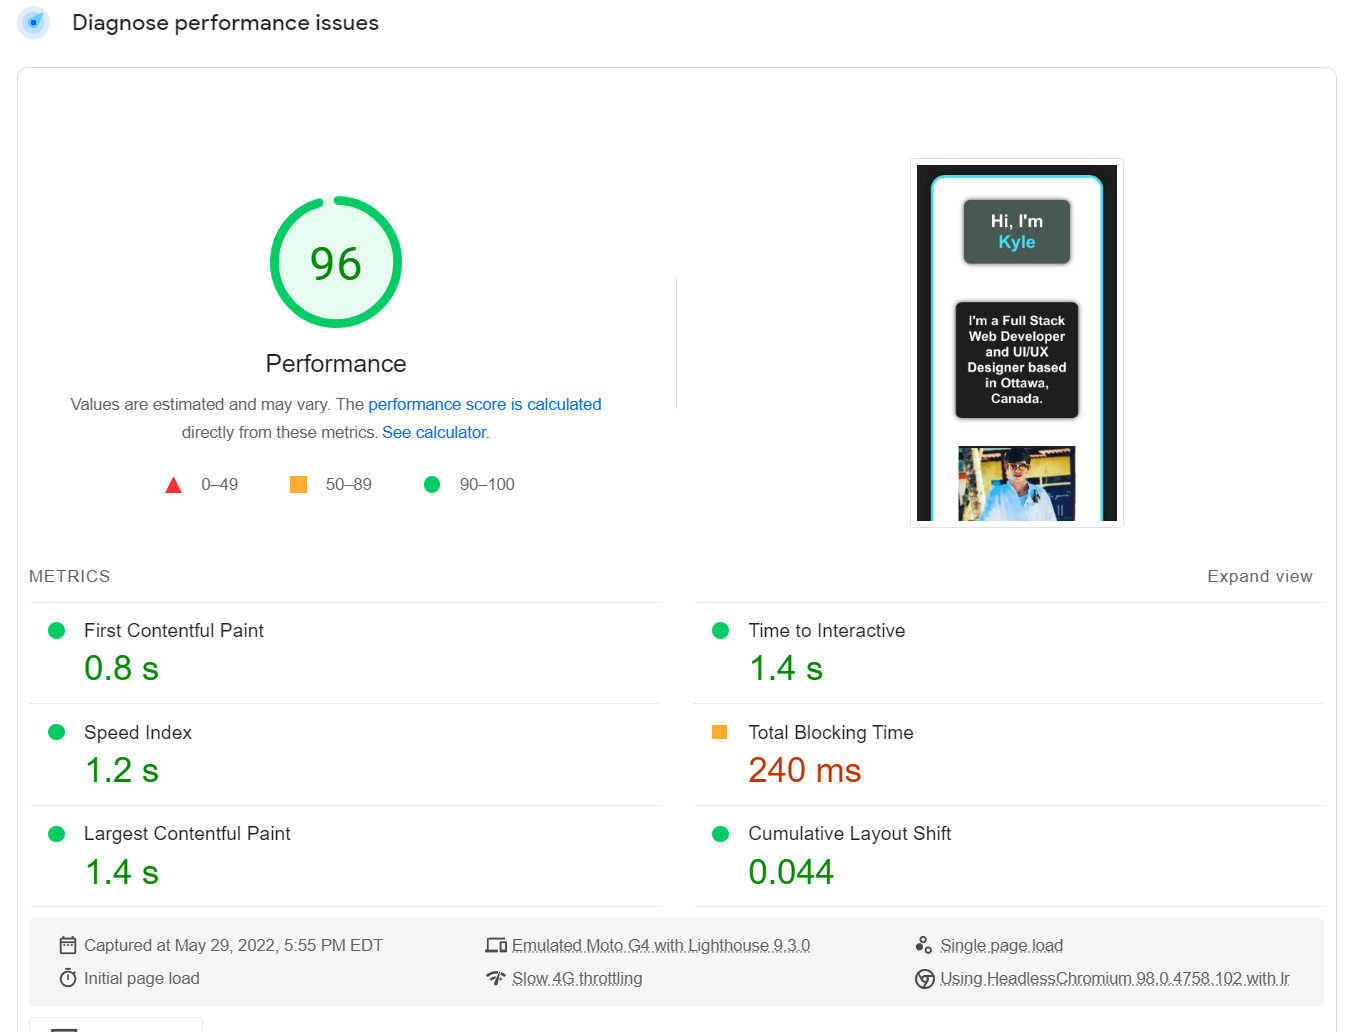 Diagnose performance issues
96
Performance
Values are estimated and may vary. The performance score is calculated
directly from these metrics. See calculator.
0–49
50–89
90–100
Hi, I'm
Kyle
I'm a Full Stack
Web Developer
and UI/UX
Designer based
in Ottawa,
Canada.
METRICS
Expand view
First Contentful Paint
0.8 s
Time to Interactive
1.4 s
Speed Index
1.2 s
Total Blocking Time
240 ms
Largest Contentful Paint
1.4 s
Cumulative Layout Shift
0.044
Captured at May 29, 2022, 5:55 PM EDT
Emulated Moto G4 with Lighthouse 9.3.0
Single page load
Initial page load
Slow 4G throttling
Using HeadlessChromium 98.0.4758.102 with lr